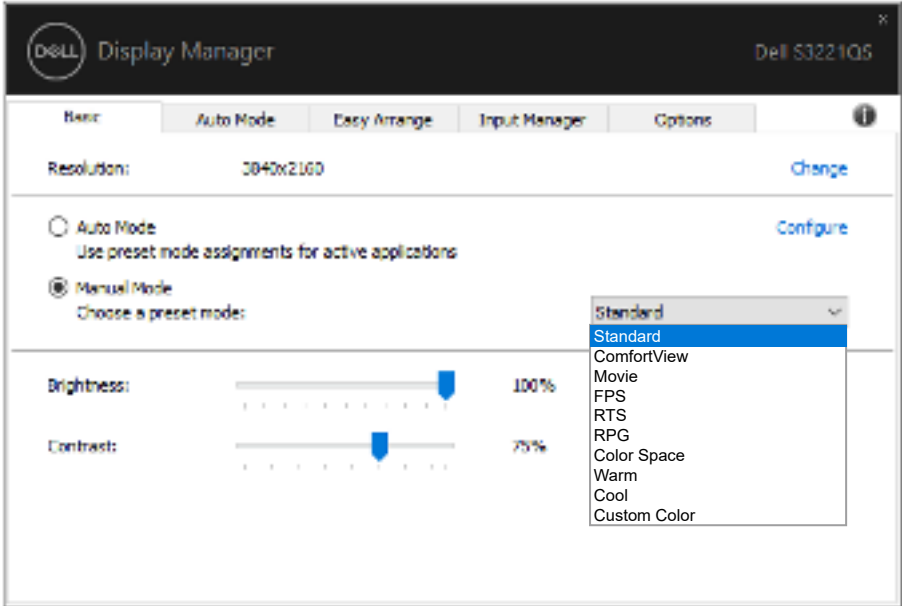 DELL Display Manager
Dell S3221QS
Basic Auto Mode Easy Arrange Input Manager Options
Resolution: 3840x2160 Change
Auto Mode Configure
Use preset mode assignments for active applications
Manual Mode
Choose a preset mode: Standard
Standard
ComfortView
Movie
FPS
RTS
RPG
Color Space
Warm
Cool
Custom Color
Brightness: 100%
Contrast: 75%